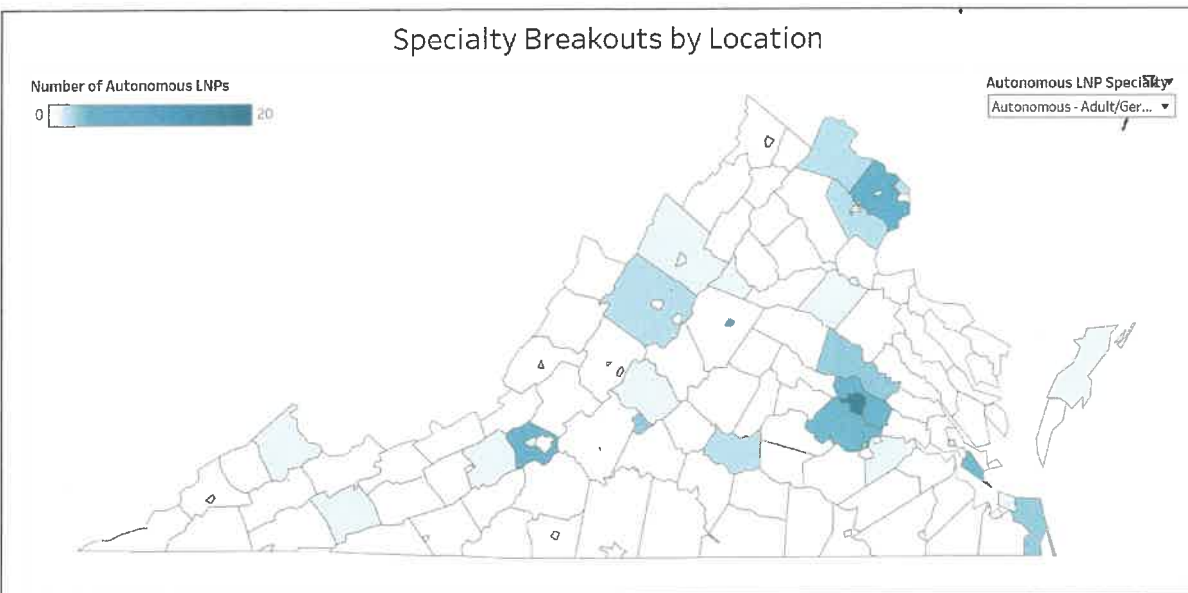 Specialty Breakouts by Location
Number of Autonomous LNPs
0
20
Autonomous LNP Specialty
Autonomous - Adult/Ger...